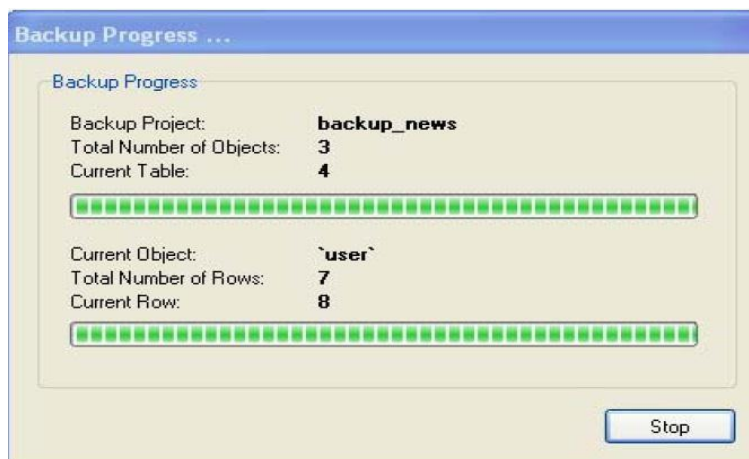 Backup Progress ...
Backup Progress
Backup Project: backup_news
Total Number of Objects: 3
Current Table: 4
Current Object: `user`
Total Number of Rows: 7
Current Row: 8
Stop